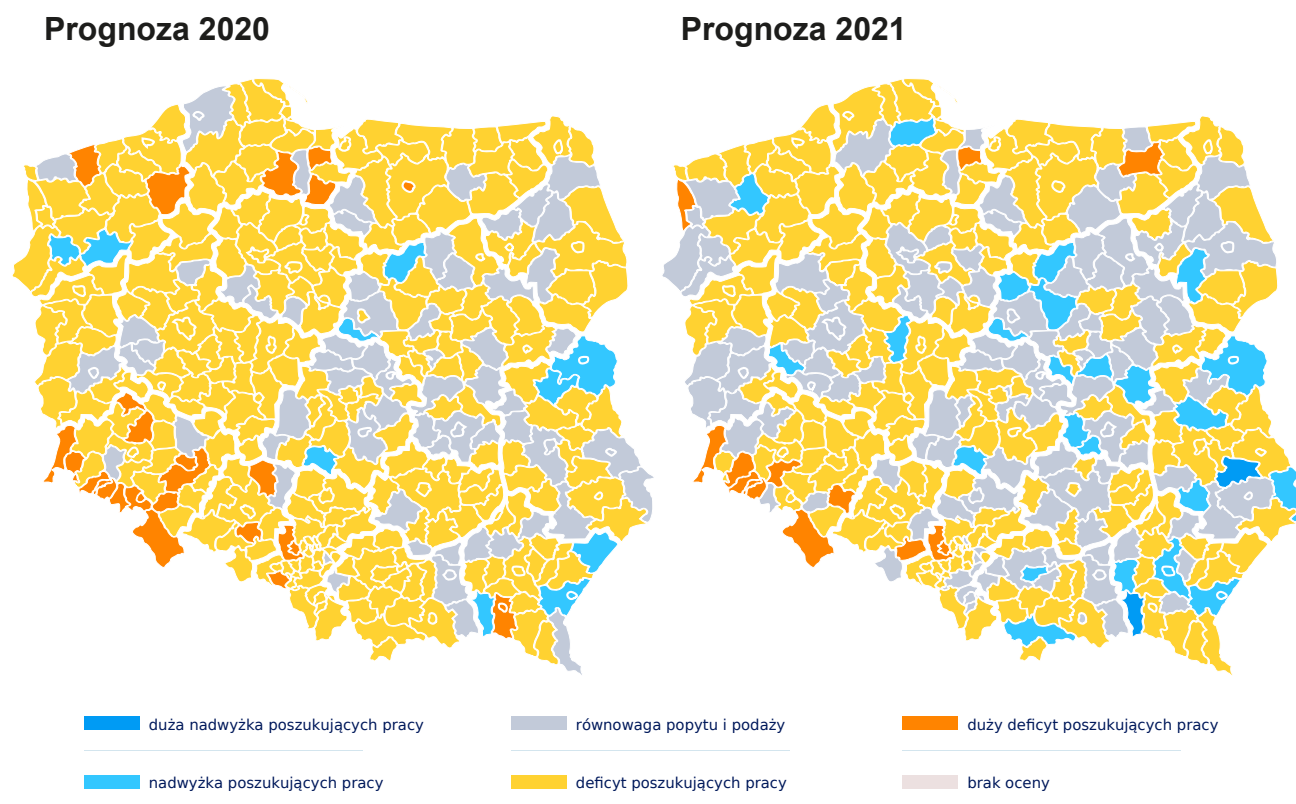 Prognoza 2020
Prognoza 2021
duża nadwyżka poszukujących pracy
równowaga popytu i podaży
duży deficyt poszukujących pracy
nadwyżka poszukujących pracy
deficyt poszukujących pracy
brak oceny